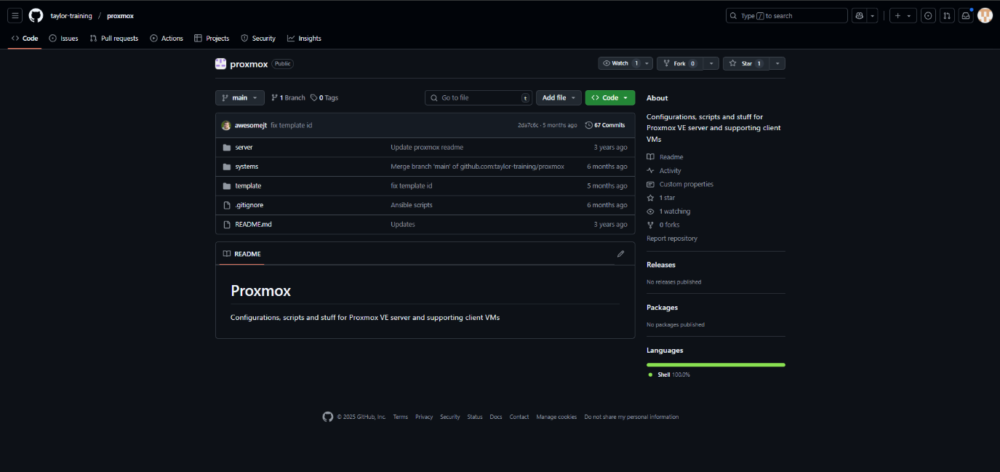 taylor-training / proxmox
Type / to search
Code Issues Pull requests Actions Projects Security Insights
proxmox Public
Watch 1 Fork 0 Star 1
main 1 Branch 0 Tags Go to file t Add file Code
awesomejt fix template id 2da7c6c · 5 months ago 67 Commits
server Update proxmox readme 3 years ago
systems Merge branch 'main' of github.com:taylor-training/proxmox 6 months ago
template fix template id 5 months ago
.gitignore Ansible scripts 6 months ago
README.md Updates 3 years ago
README
Proxmox
Configurations, scripts and stuff for Proxmox VE server and supporting client VMs
About
Configurations, scripts and stuff for
Proxmox VE server and supporting client
VMs
Readme
Activity
Custom properties
1 star
1 watching
0 forks
Report repository
Releases
No releases published
Packages
No packages published
Languages
Shell 100.0%
© 2025 GitHub, Inc. Terms Privacy Security Status Docs Contact Manage cookies Do not share my personal information